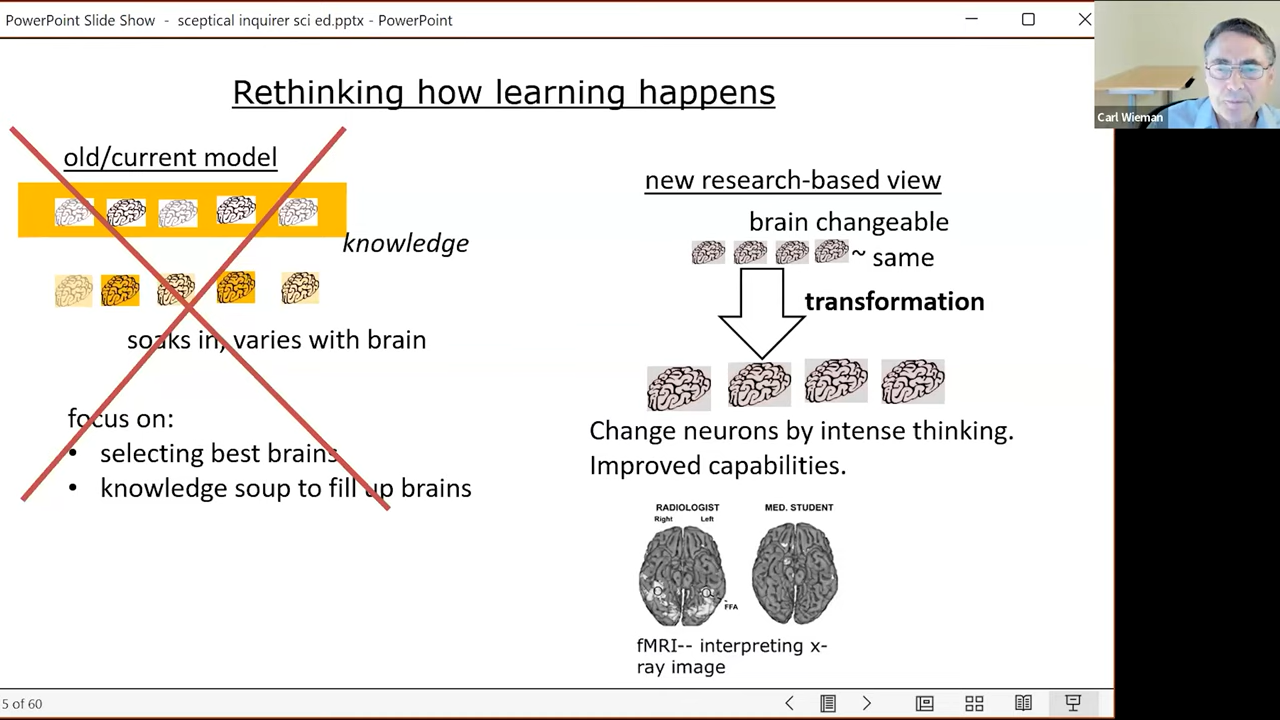 PowerPoint Slide Show - sceptical inquirer sci ed.pptx - PowerPoint
Carl Wieman
Rethinking how learning happens
old/current model
knowledge
soaks in, varies with brain
focus on:
• selecting best brains
• knowledge soup to fill up brains
new research-based view
brain changeable
~ same
transformation
Change neurons by intense thinking.
Improved capabilities.
RADIOLOGIST
Right Left
MED. STUDENT
FFA
fMRI-- interpreting x-
ray image
5 of 60